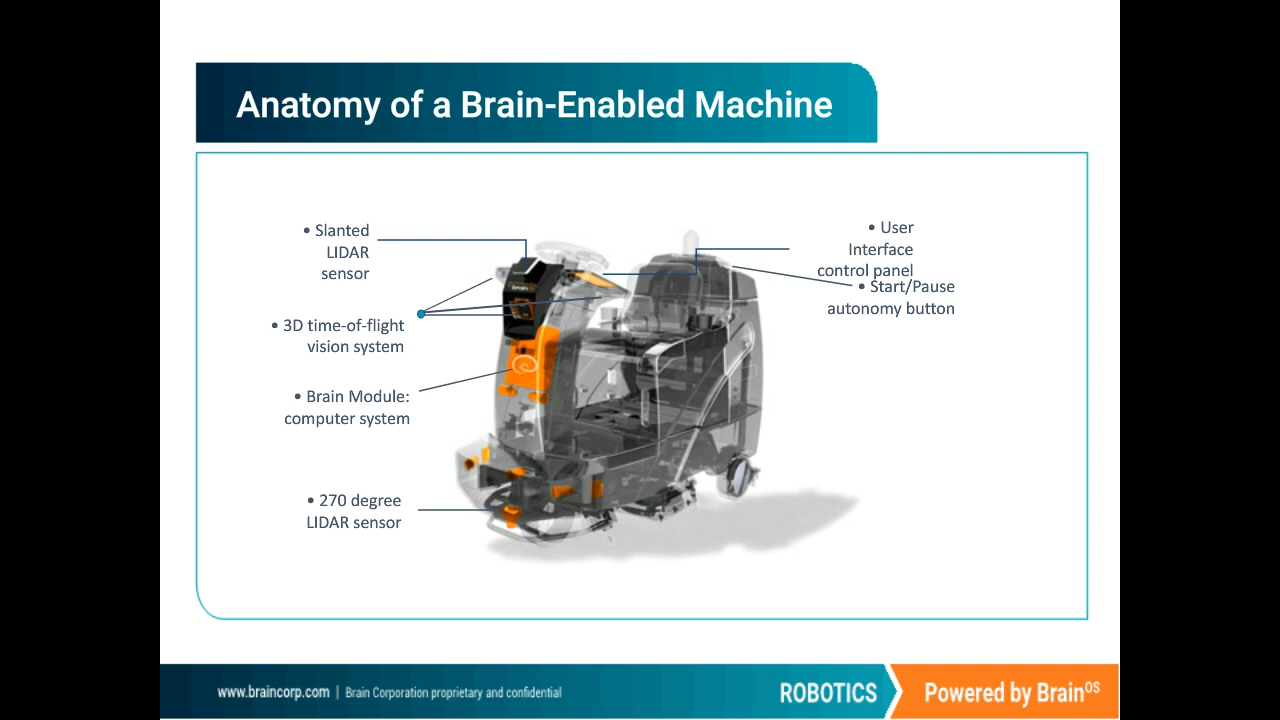 Anatomy of a Brain-Enabled Machine
• Slanted
LIDAR
sensor
• 3D time-of-flight
vision system
• Brain Module:
computer system
• 270 degree
LIDAR sensor
• User
Interface
control panel
• Start/Pause
autonomy button
brain
www.braincorp.com | Brain Corporation proprietary and confidential
ROBOTICS
Powered by BrainOS